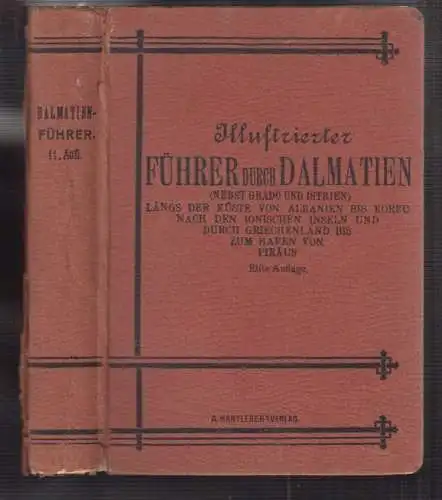 DALMATIEN-
FÜHRER.
11. Aufl.
Illustrierter
FÜHRER DURCH DALMATIEN
(NEBST GRADO UND ISTRIEN)
LÄNGS DER KÜSTE VON ALBANIEN BIS KORFU
NACH DEN IONISCHEN INSELN UND
DURCH GRIECHENLAND BIS
ZUM HAFEN VON
PIRÄUS
Elfte Auflage.
A. HARTLEBEN'S VERLAG.